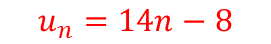 uₙ = 14n − 8